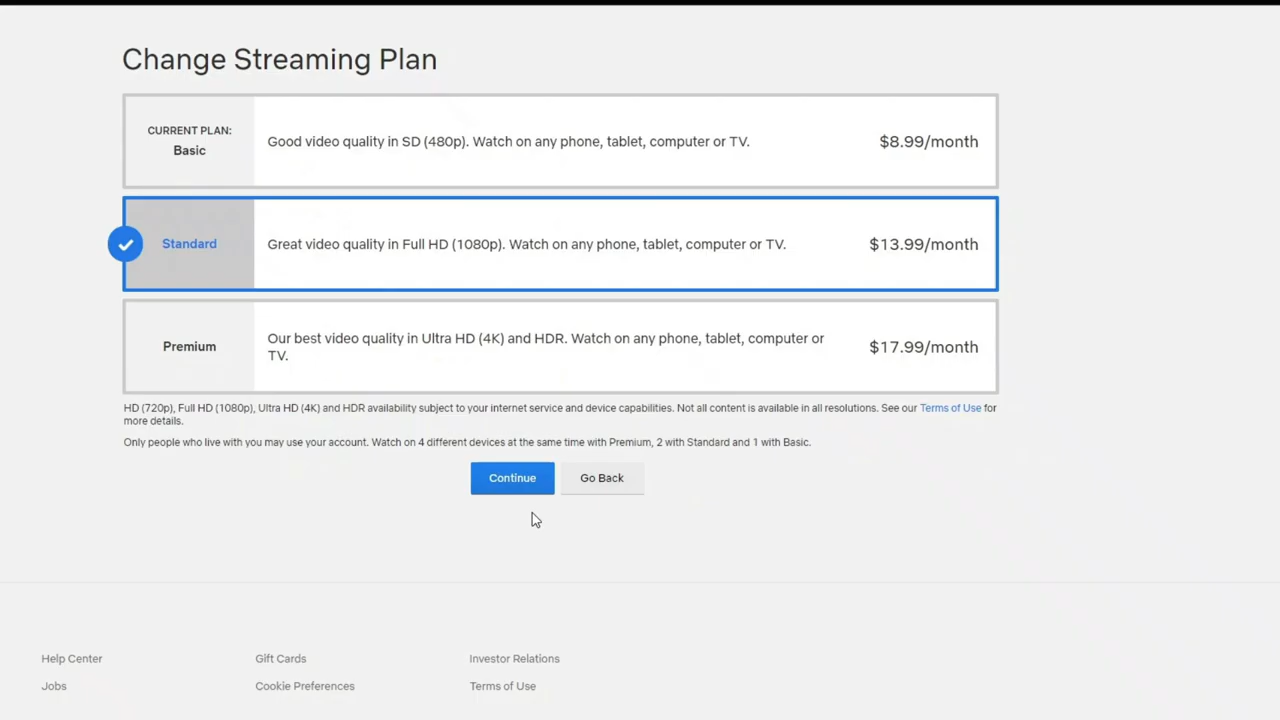 Change Streaming Plan
CURRENT PLAN:
Basic
Good video quality in SD (480p). Watch on any phone, tablet, computer or TV.
$8.99/month
Standard
Great video quality in Full HD (1080p). Watch on any phone, tablet, computer or TV.
$13.99/month
Premium
Our best video quality in Ultra HD (4K) and HDR. Watch on any phone, tablet, computer or
TV.
$17.99/month
HD (720p), Full HD (1080p), Ultra HD (4K) and HDR availability subject to your internet service and device capabilities. Not all content is available in all resolutions. See our Terms of Use for
more details.
Only people who live with you may use your account. Watch on 4 different devices at the same time with Premium, 2 with Standard and 1 with Basic.
Continue
Go Back
Help Center
Gift Cards
Investor Relations
Jobs
Cookie Preferences
Terms of Use